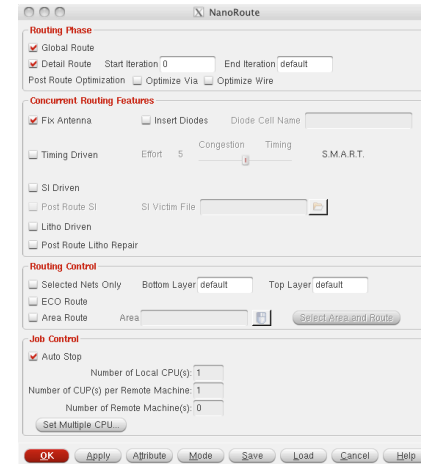 NanoRoute
Routing Phase
Global Route
Detail Route Start Iteration 0 End Iteration default
Post Route Optimization Optimize Via Optimize Wire
Concurrent Routing Features
Fix Antenna Insert Diodes Diode Cell Name
Congestion Timing
Timing Driven Effort 5 S.M.A.R.T.
SI Driven
Post Route SI SI Victim File
Litho Driven
Post Route Litho Repair
Routing Control
Selected Nets Only Bottom Layer default Top Layer default
ECO Route
Area Route Area Select Area and Route
Job Control
Auto Stop
Number of Local CPU(s): 1
Number of CUP(s) per Remote Machine: 1
Number of Remote Machine(s): 0
Set Multiple CPU...
OK Apply Attribute Mode Save Load Cancel Help